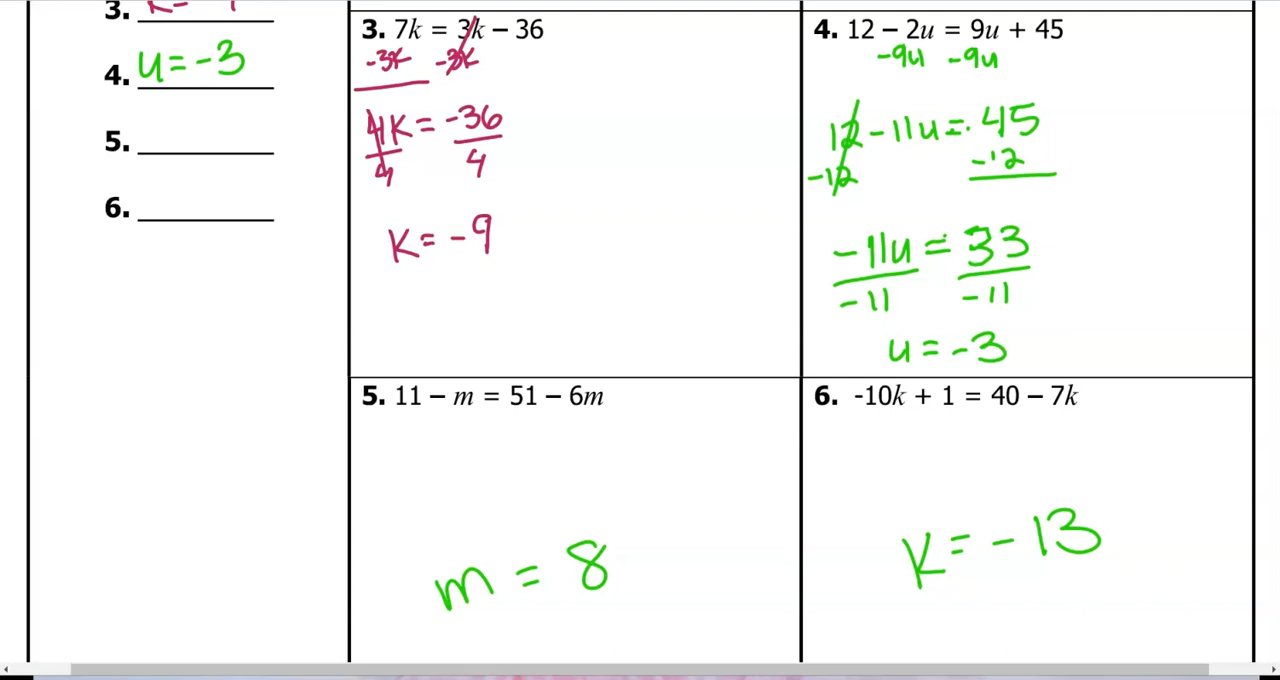 3. k = -9
4. u = -3
5.
6.
3. 7k = 3k – 36
-3k -3k
4k = -36
4 4
k = -9
4. 12 – 2u = 9u + 45
-9u -9u
12 - 11u = 45
-12 -12
-11u = 33
-11 -11
u = -3
5. 11 – m = 51 – 6m
m = 8
6. -10k + 1 = 40 – 7k
k = -13